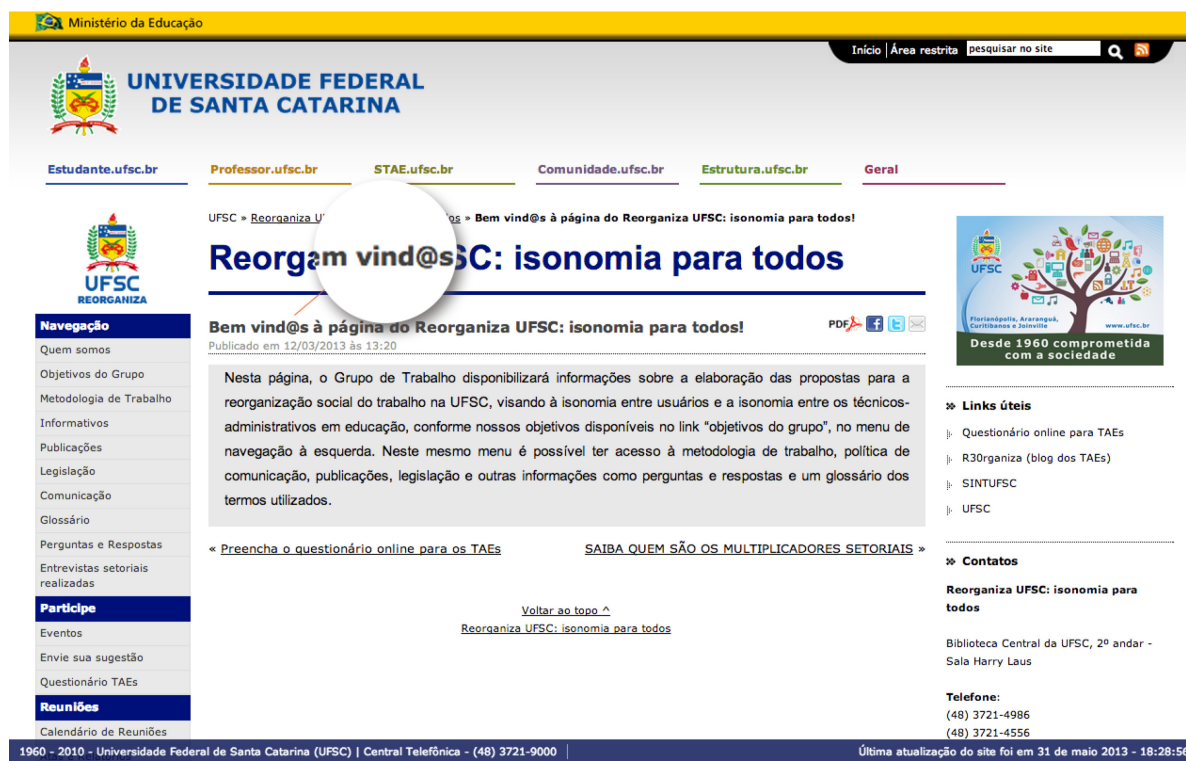 Ministério da Educação
Início | Área restrita pesquisar no site
UNIVERSIDADE FEDERAL
DE SANTA CATARINA
Estudante.ufsc.br Professor.ufsc.br STAE.ufsc.br Comunidade.ufsc.br Estrutura.ufsc.br Geral
UFSC
REORGANIZA
Navegação
Quem somos
Objetivos do Grupo
Metodologia de Trabalho
Informativos
Publicações
Legislação
Comunicação
Glossário
Perguntas e Respostas
Entrevistas setoriais
realizadas
Participe
Eventos
Envie sua sugestão
Questionário TAEs
Reuniões
Calendário de Reuniões
UFSC » Reorganiza » Bem vind@s à página do Reorganiza UFSC: isonomia para todos!
Reorga SC: isonomia para todos
m vind@s
Bem vind@s à página do Reorganiza UFSC: isonomia para todos!
PDF
Publicado em 12/03/2013 às 13:20
Nesta página, o Grupo de Trabalho disponibilizará informações sobre a elaboração das propostas para a
reorganização social do trabalho na UFSC, visando à isonomia entre usuários e a isonomia entre os técnicos-
administrativos em educação, conforme nossos objetivos disponíveis no link “objetivos do grupo”, no menu de
navegação à esquerda. Neste mesmo menu é possível ter acesso à metodologia de trabalho, política de
comunicação, publicações, legislação e outras informações como perguntas e respostas e um glossário dos
termos utilizados.
« Preencha o questionário online para os TAEs SAIBA QUEM SÃO OS MULTIPLICADORES SETORIAIS »
Voltar ao topo ^
Reorganiza UFSC: isonomia para todos
UFSC
Florianópolis, Araranguá,
Curitibanos e Joinville www.ufsc.br
Desde 1960 comprometida
com a sociedade
Links úteis
Questionário online para TAEs
R30rganiza (blog dos TAEs)
SINTUFSC
UFSC
Contatos
Reorganiza UFSC: isonomia para
todos
Biblioteca Central da UFSC, 2º andar -
Sala Harry Laus
Telefone:
(48) 3721-4986
(48) 3721-4556
1960 - 2010 - Universidade Federal de Santa Catarina (UFSC) | Central Telefônica - (48) 3721-9000
Última atualização do site foi em 31 de maio 2013 - 18:28:56